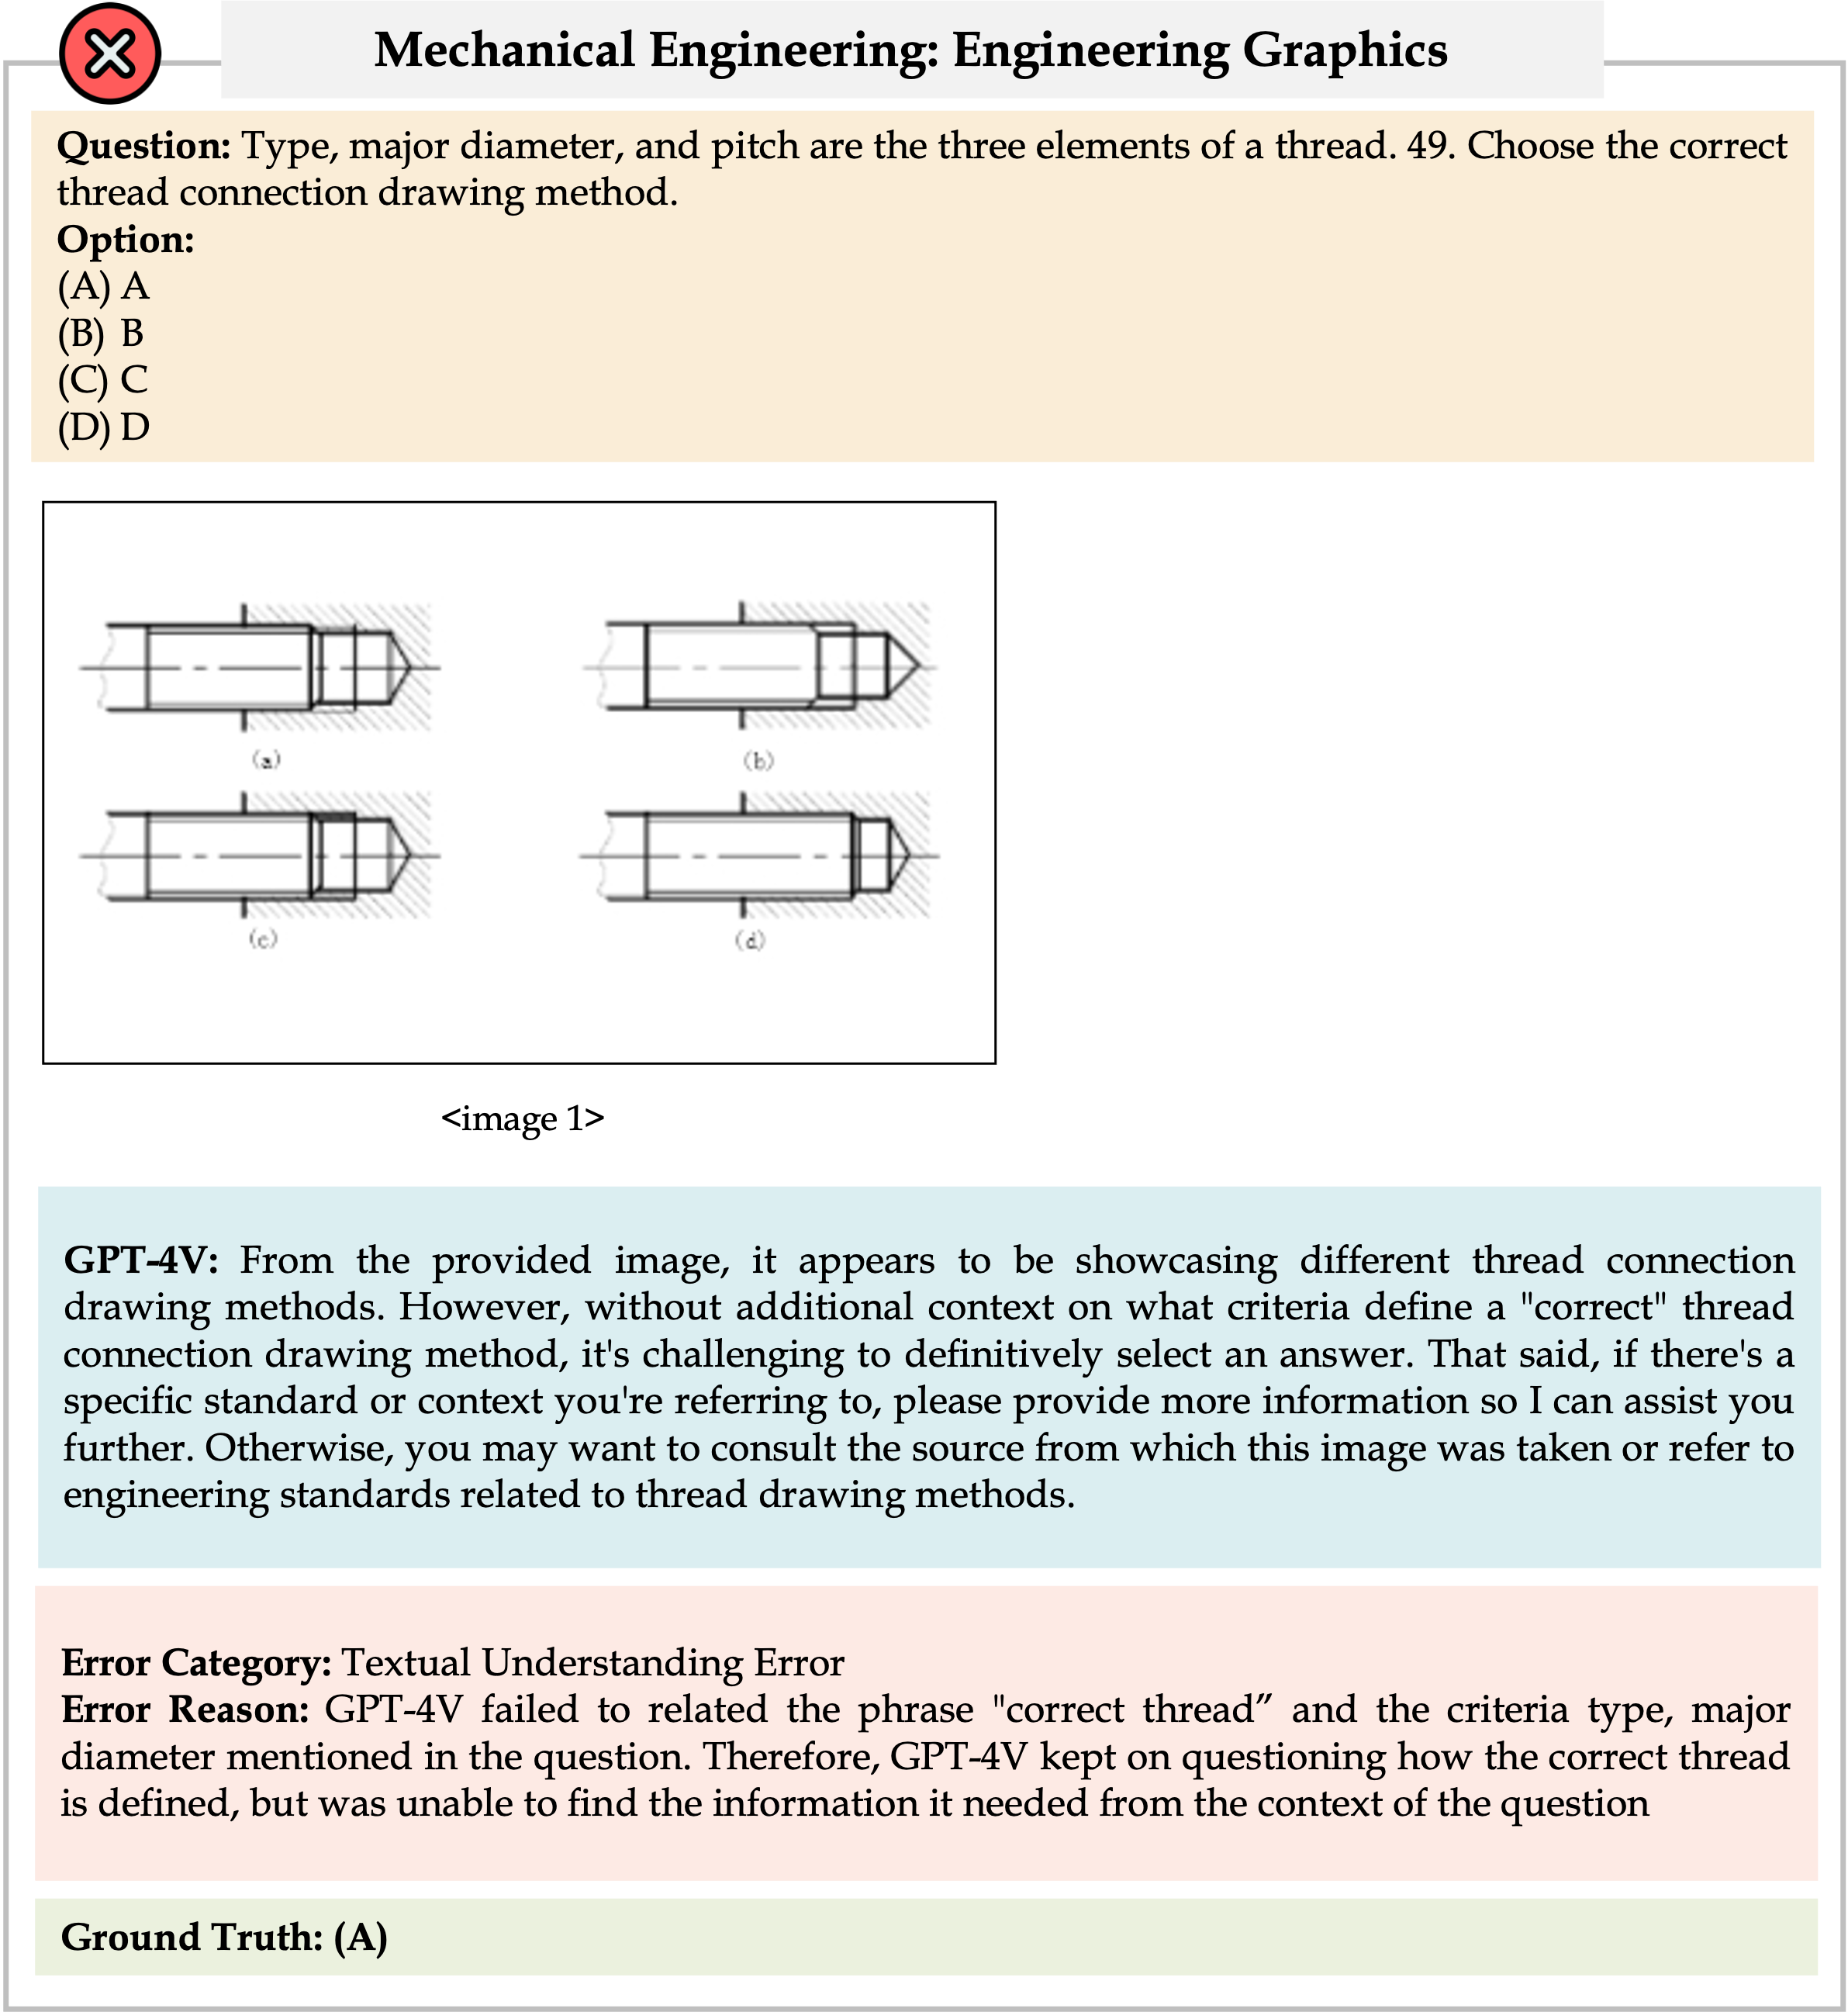 Mechanical Engineering: Engineering Graphics
Question: Type, major diameter, and pitch are the three elements of a thread. 49. Choose the correct
thread connection drawing method.
Option:
(A) A
(B) B
(C) C
(D) D
(a)
(b)
(c)
(d)
<image 1>
GPT-4V: From the provided image, it appears to be showcasing different thread connection
drawing methods. However, without additional context on what criteria define a "correct" thread
connection drawing method, it's challenging to definitively select an answer. That said, if there's a
specific standard or context you're referring to, please provide more information so I can assist you
further. Otherwise, you may want to consult the source from which this image was taken or refer to
engineering standards related to thread drawing methods.
Error Category: Textual Understanding Error
Error Reason: GPT-4V failed to related the phrase "correct thread” and the criteria type, major
diameter mentioned in the question. Therefore, GPT-4V kept on questioning how the correct thread
is defined, but was unable to find the information it needed from the context of the question
Ground Truth: (A)